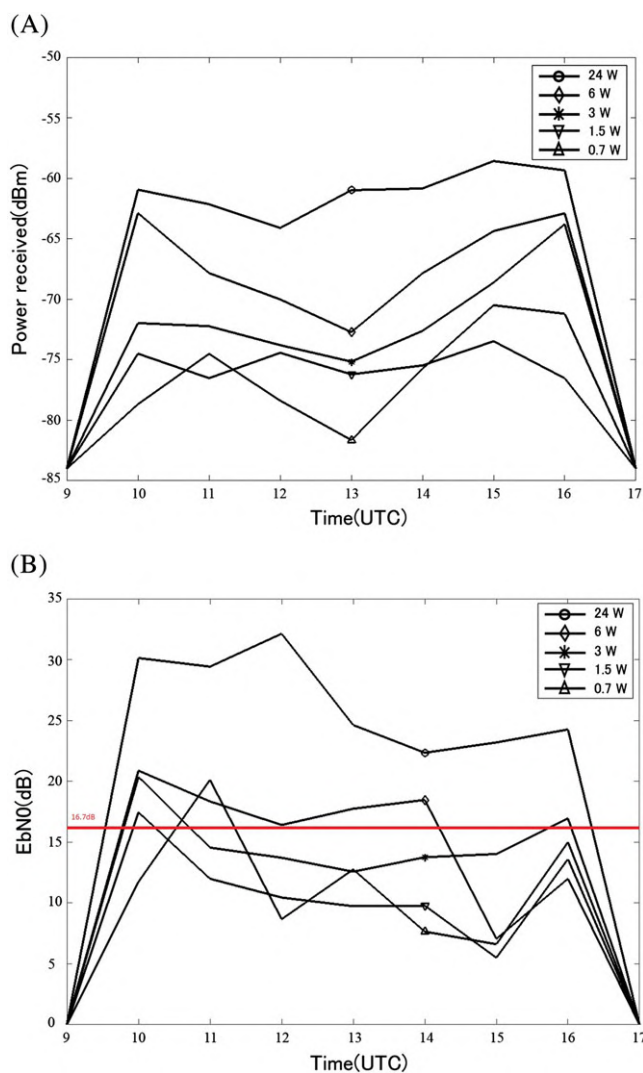 (A)
-50
-55
-60
-65
-70
-75
-80
-85
Power received(dBm)
24 W
6 W
3 W
1.5 W
0.7 W
9 10 11 12 13 14 15 16 17
Time(UTC)
(B)
35
30
25
20
15
10
5
0
EbN0(dB)
16.7dB
24 W
6 W
3 W
1.5 W
0.7 W
9 10 11 12 13 14 15 16 17
Time(UTC)